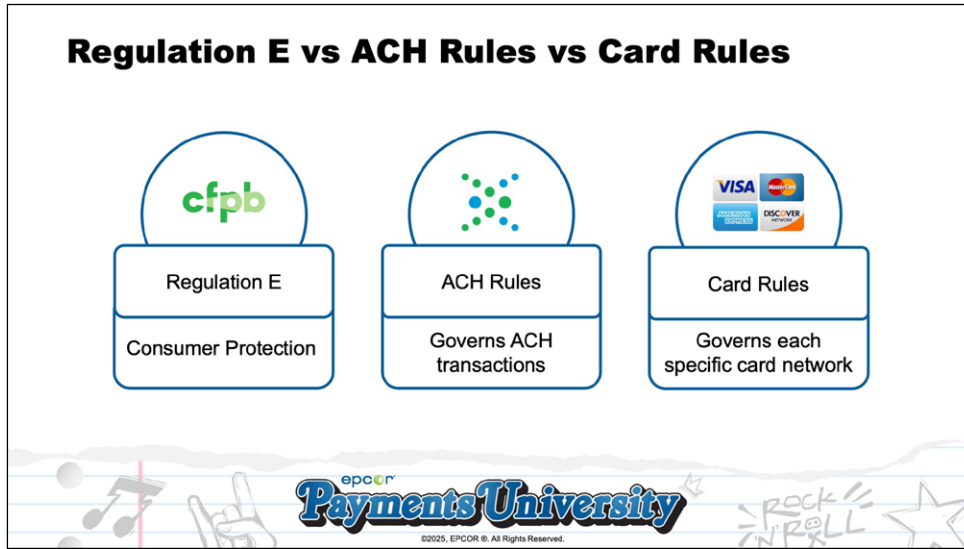 Regulation E vs ACH Rules vs Card Rules
cfpb
VISA
MasterCard
AMERICAN EXPRESS
DISCOVER
NETWORK
Regulation E
ACH Rules
Card Rules
Consumer Protection
Governs ACH
transactions
Governs each
specific card network
epcor
Payments University
©2025, EPCOR ®. All Rights Reserved.
ROCK
'N' ROLL